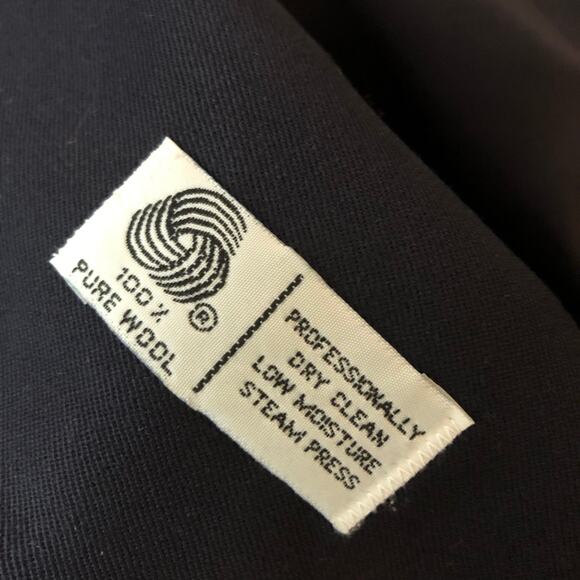 ®
100%
PURE WOOL
PROFESSIONALLY
DRY CLEAN
LOW MOISTURE
STEAM PRESS